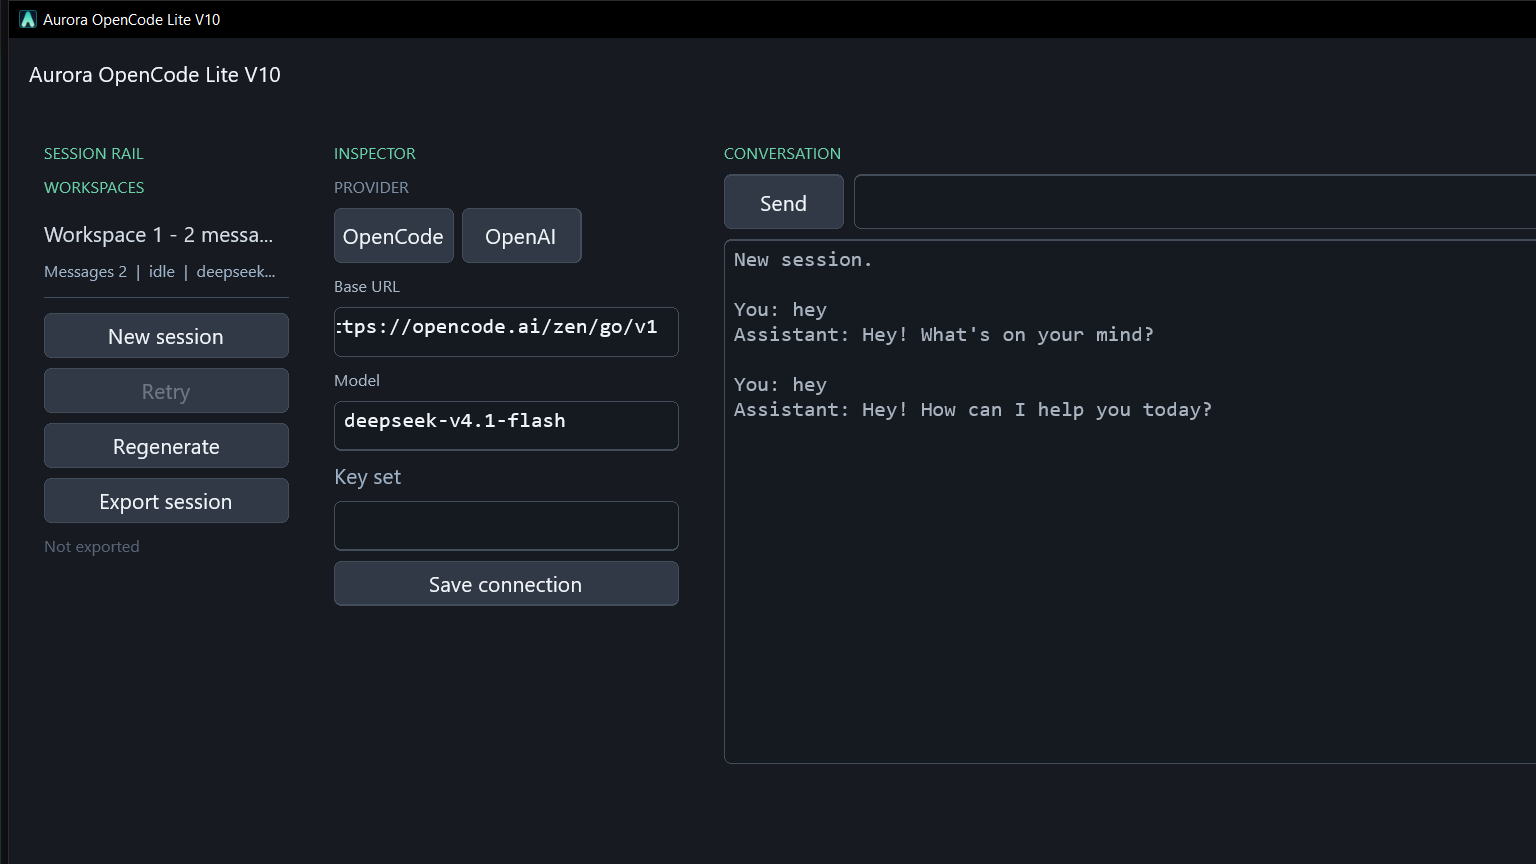 Aurora OpenCode Lite V10
Aurora OpenCode Lite V10
SESSION RAIL
WORKSPACES
Workspace 1 - 2 messa...
Messages 2 | idle | deepseek...
New session
Retry
Regenerate
Export session
Not exported
INSPECTOR
PROVIDER
OpenCode
OpenAI
Base URL
ttps://opencode.ai/zen/go/v1
Model
deepseek-v4.1-flash
Key set
Save connection
CONVERSATION
Send
New session.
You: hey
Assistant: Hey! What's on your mind?
You: hey
Assistant: Hey! How can I help you today?